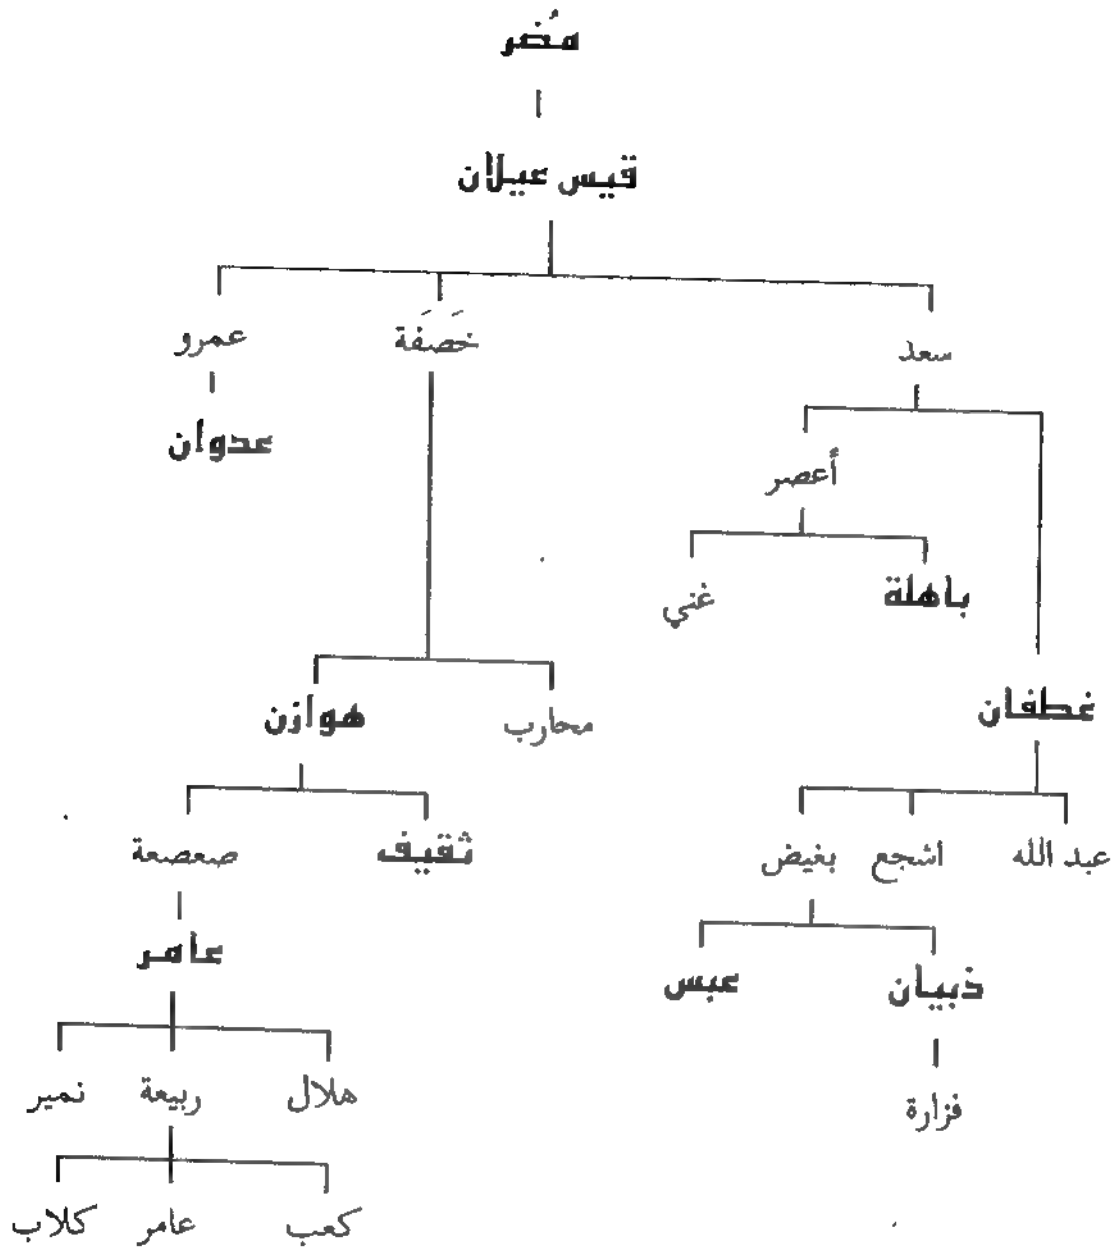 مُضر
قيس عيلان
سعد خَصَفَة عمرو
عدوان
أعصر
باهلة غني
غطفان محارب هوازن
عبد الله اشجع بغيض ثقيف صعصعة
ذبيان عبس عامر
فزارة هلال ربيعة نمير
كعب عامر كلاب